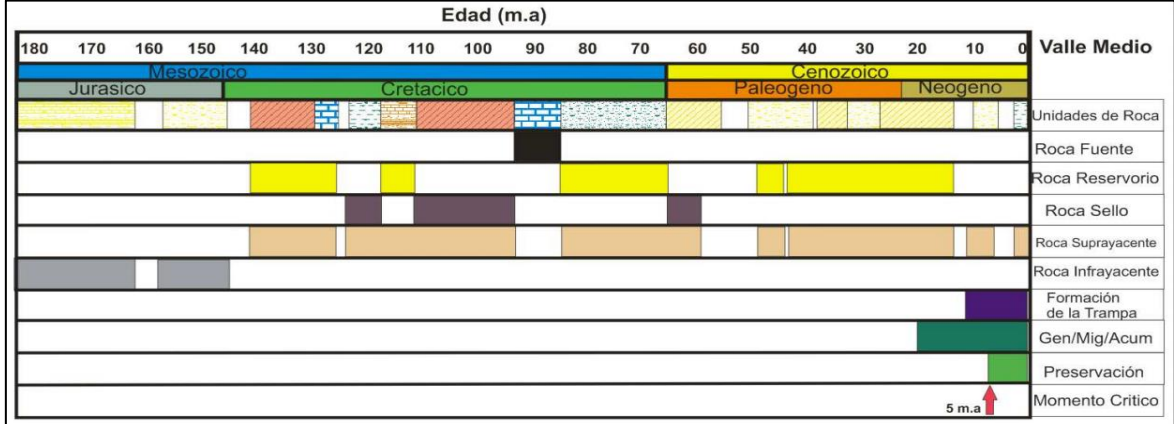 Edad (m.a)
180 170 160 150 140 130 120 110 100 90 80 70 60 50 40 30 20 10 0 Valle Medio
Mesozoico Cenozoico
Jurasico Cretacico Paleogeno Neogeno
Unidades de Roca
Roca Fuente
Roca Reservorio
Roca Sello
Roca Suprayacente
Roca Infrayacente
Formación
de la Trampa
Gen/Mig/Acum
Preservación
5 m.a Momento Critico